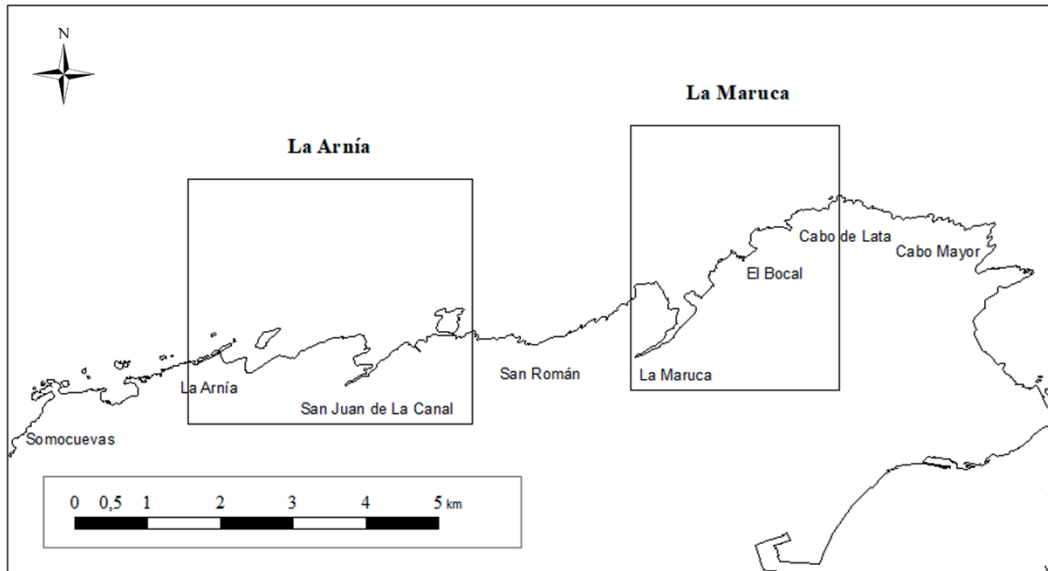 N
La Maruca
La Arnía
Cabo de Lata
Cabo Mayor
El Bocal
San Román
La Maruca
La Arnía
San Juan de La Canal
Somocuevas
0 0,5 1 2 3 4 5 km